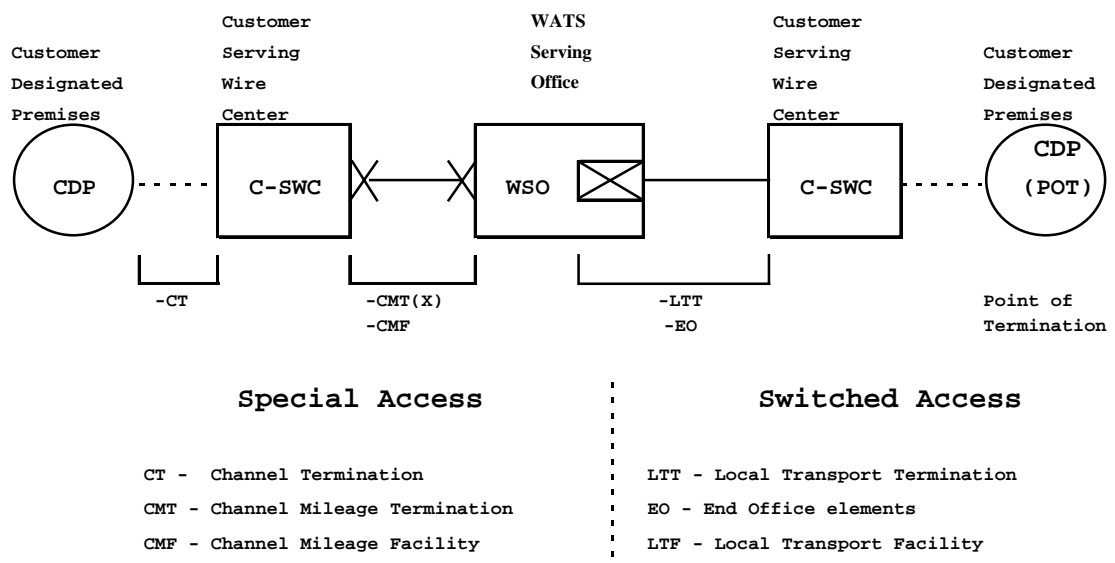 Customer WATS Customer
Customer Serving Serving Serving Customer
Designated Wire Office Wire Designated
Premises Center Center Premises
CDP C-SWC WSO C-SWC CDP
(POT)
-CT -CMT(X) -LTT Point of
-CMF -EO Termination
Special Access Switched Access
CT - Channel Termination LTT - Local Transport Termination
CMT - Channel Mileage Termination EO - End Office elements
CMF - Channel Mileage Facility LTF - Local Transport Facility